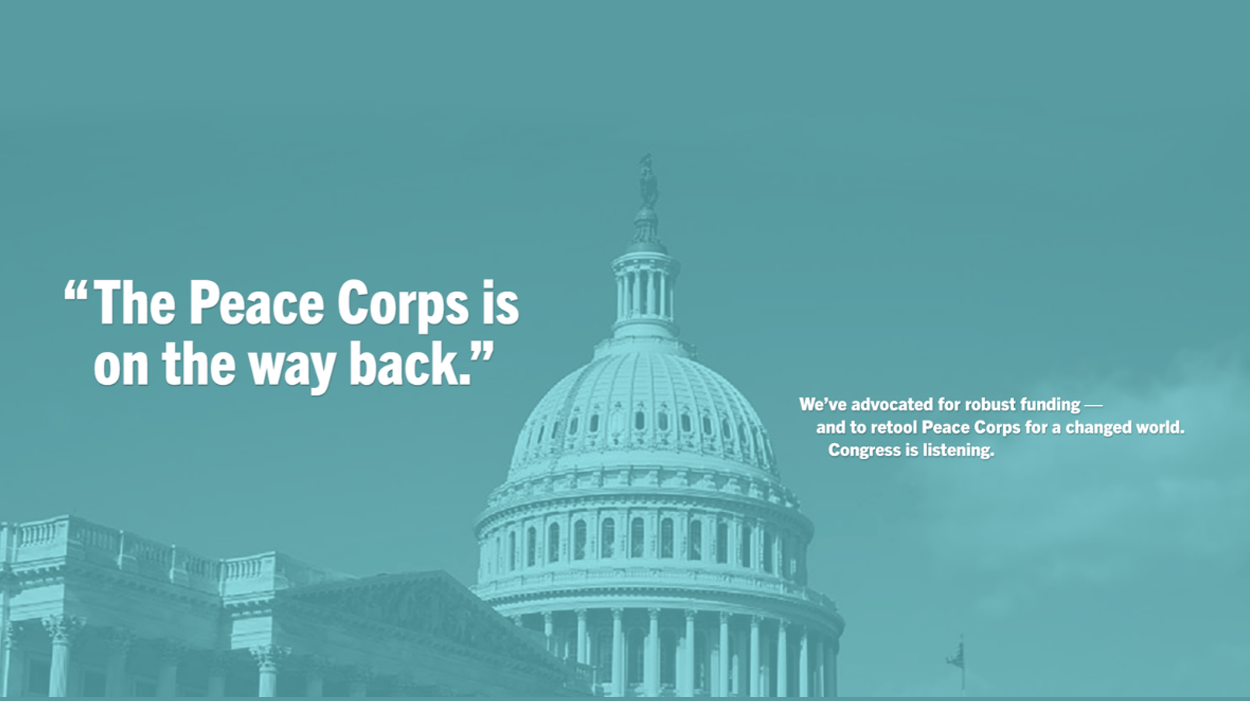 “The Peace Corps is
on the way back.”
We’ve advocated for robust funding —
and to retool Peace Corps for a changed world.
Congress is listening.